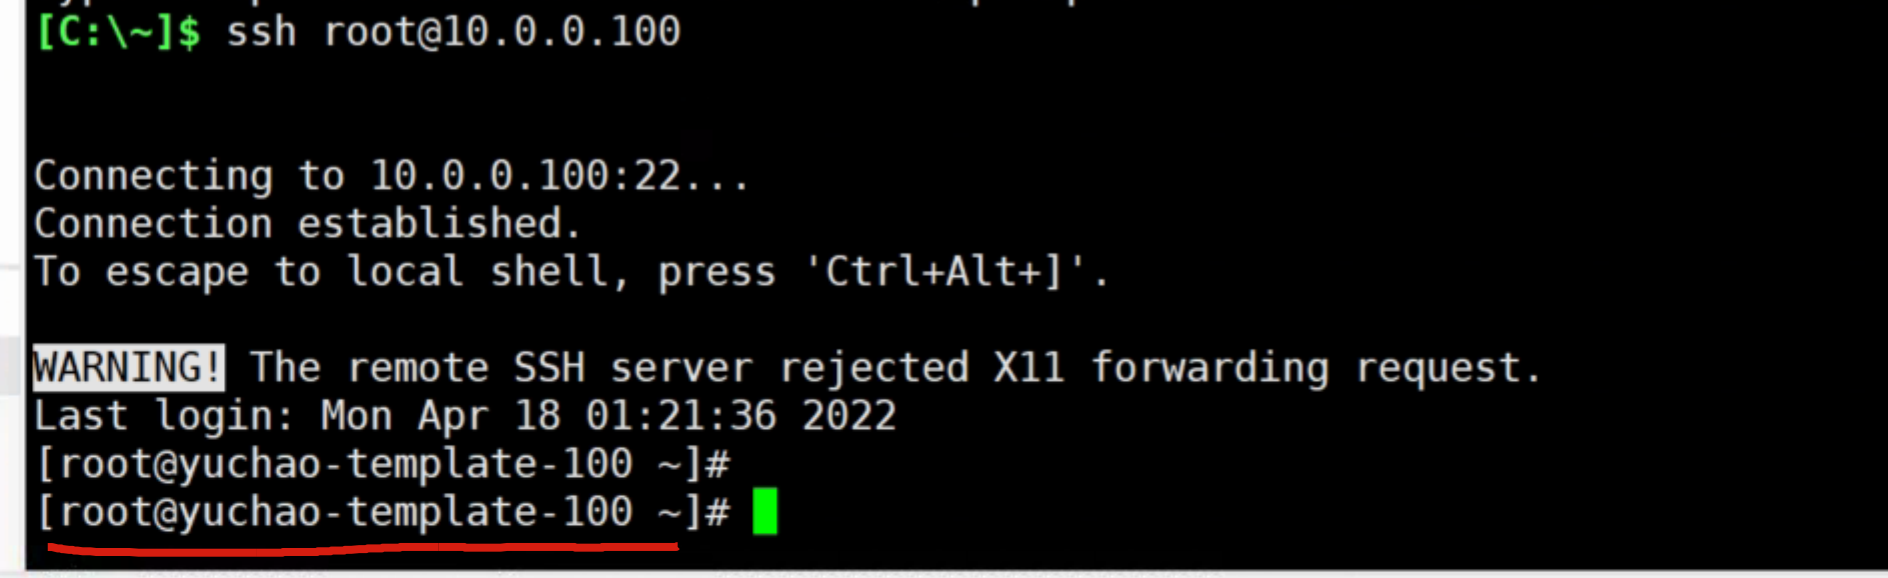 [C:\~]$ ssh root@10.0.0.100
Connecting to 10.0.0.100:22...
Connection established.
To escape to local shell, press 'Ctrl+Alt+]'.
WARNING! The remote SSH server rejected X11 forwarding request.
Last login: Mon Apr 18 01:21:36 2022
[root@yuchao-template-100 ~]#
[root@yuchao-template-100 ~]#